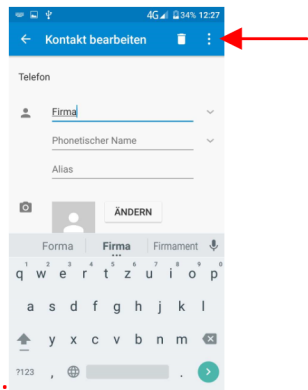 4G 34% 12:27
Kontakt bearbeiten
Telefon
Firma
Phonetischer Name
Alias
ÄNDERN
Forma Firma Firmament
1 2 3 4 5 6 7 8 9 0
q w e r t z u i o p
a s d f g h j k l
y x c v b n m
?123 , .